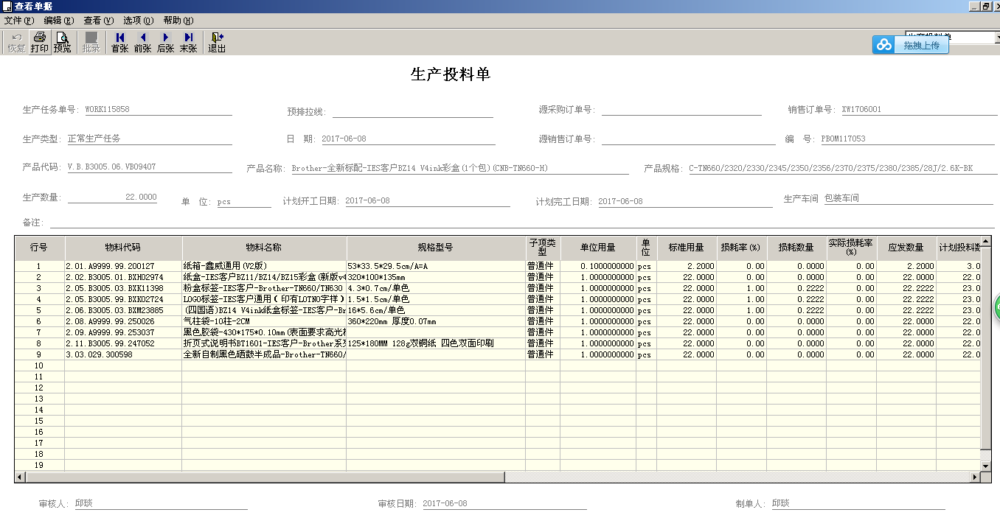 查看单据
文件(F) 编辑(E) 查看(V) 选项(O) 帮助(H)
恢复 打印 预览 批录 首张 前张 后张 末张 退出
拖拽上传
生产投料单
生产任务单号: WORK115858 预排拉线: 源采购订单号: 销售订单号: XW1706001
生产类型: 正常生产任务 日 期: 2017-06-08 源销售订单号: 编 号: PBOM117053
产品代码: V.B.B3005.06.VB09407 产品名称: Brother-全新标配-IES客户BZ14 V4ink彩盒(1个包)(CNB-TN660-H) 产品规格: C-TN660/2320/2330/2345/2350/2356/2370/2375/2380/2385/28J/2.6K-BK
生产数量: 22.0000 单 位: pcs 计划开工日期: 2017-06-08 计划完工日期: 2017-06-08 生产车间 包装车间
备注:
行号 物料代码 物料名称 规格型号 子项类型 单位用量 单位 标准用量 损耗率(%) 损耗数量 实际损耗率(%) 应发数量 计划投料数
1 2.01.A9999.99.200127 纸箱-鑫威通用(V2版) 53*33.5*29.5cm/A=A 普通件 0.1000000000 pcs 2.2000 0.00 0.0000 0.00 2.2000 3.0
2 2.02.B3005.01.BXH02974 纸盒-IES客户BZ11/BZ14/BZ15彩盒(新版v4 320*100*135mm 普通件 1.0000000000 pcs 22.0000 0.00 0.0000 0.00 22.0000 22.0
3 2.05.B3005.03.BXK11398 粉盒标签-IES客户-Brother-TN660/TN630 4.3*0.7cm/单色 普通件 1.0000000000 pcs 22.0000 1.00 0.2222 0.00 22.2222 23.0
4 2.05.B3005.99.BXK02724 LOGO标签-IES客户通用(印有LOTNO字样) 1.5*1.5cm/单色 普通件 1.0000000000 pcs 22.0000 1.00 0.2222 0.00 22.2222 23.0
5 2.06.B3005.03.BXM23885 (四国语)BZ14 V4ink纸盒标签-IES客户-Br 16*5.6cm/单色 普通件 1.0000000000 pcs 22.0000 1.00 0.2222 0.00 22.2222 23.0
6 2.08.A9999.99.250026 气柱袋-10柱-2CM 360*220mm 厚度0.07mm 普通件 1.0000000000 pcs 22.0000 0.00 0.0000 0.00 22.0000 22.0
7 2.09.A9999.99.253037 黑色胶袋-430*175*0.10mm(表面要求高光 普通件 1.0000000000 pcs 22.0000 0.00 0.0000 0.00 22.0000 22.0
8 2.11.B3005.99.247052 折页式说明书BT1601-IES客户-Brother系 125*180MM 128g双铜纸 四色双面印刷 普通件 1.0000000000 pcs 22.0000 0.00 0.0000 0.00 22.0000 22.0
9 3.03.029.300598 全新自制黑色硒鼓半成品-Brother-TN660/ 普通件 1.0000000000 pcs 22.0000 0.00 0.0000 0.00 22.0000 22.0
10
11
12
13
14
15
16
17
18
19
审核人: 邱琰 审核日期: 2017-06-08 制单人: 邱琰